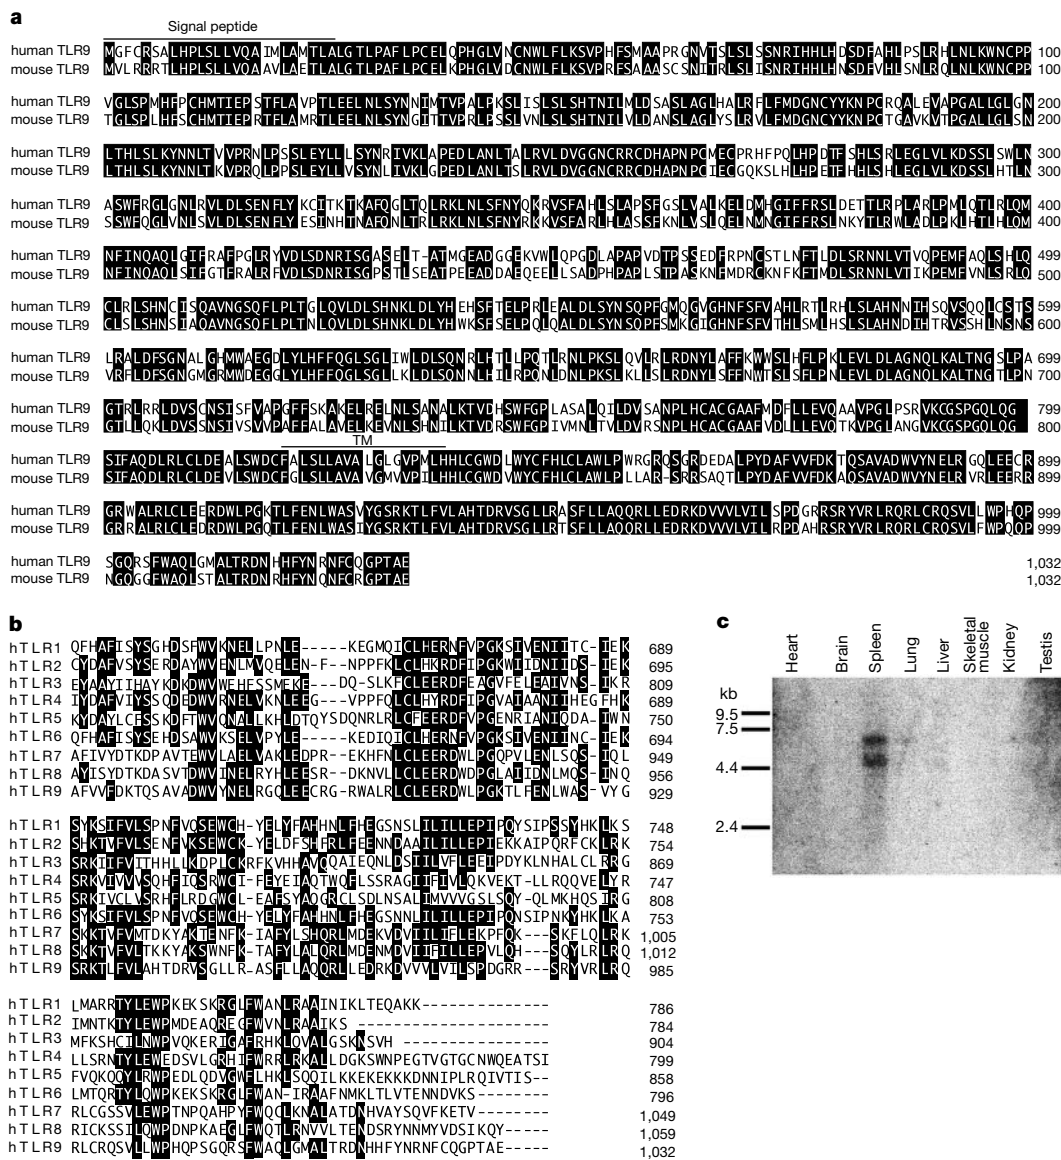 a
Signal peptide
human TLR9 MGFCRSALHPLSLLVQAIMLAMTLALGTLPAFLPCELQPHGLVNCNWLFLKSVPHFSMAAPRGNVTSLSLSSNRIHHLHDSDFAHLPSLRHLNLKWNCPP 100
mouse TLR9 MVLRRRTLHPLSLLVQAAVLAETLALGTLPAFLPCELKPHGLVDCNWLFLKSVPRFSAAASCSNITRLSLISNRIHHLHNSDFVHLSNLRQLNLKWNCPP 100
human TLR9 VGLSPMHFPCHMTIEPSTFLAVPTLEELNLSYNNIMTVPALPKSLISLSLSHTNILMLDSASLAGLHALRFLFMDGNCYYKNPCRQALEVAPGALLGLGN 200
mouse TLR9 TGLSPLHFSCHMTIEPRTFLAMRTLEELNLSYNGITTVPRLPSSLVNLSLSHTNILVLDANSLAGLYSLRVLFMDGNCYYKNPCTGAVKVTPGALLGLSN 200
human TLR9 LTHLSLKYNNLTVVPRNLPSSLEYLLLSYNRIVKLAPEDLANLTALRVLDVGGNCRRCDHAPNPCMECPRHFPQLHPDTFSHLSRLEGLVLKDSSLSWLN 300
mouse TLR9 LTHLSLKYNNLTKVPRQLPPSLEYLLVSYNLIVKLGPEDLANLTSLRVLDVGGNCRRCDHAPNPCIECGQKSLHLHPETFHHLSHLEGLVLKDSSLHTLN 300
human TLR9 ASWFRGLGNLRVLDLSENFLYKCITKTKAFQGLTQLRKLNLSFNYQKRVSFAHLSLAPSFGSLVALKELDMHGIFFRSLDETTLRPLARLPMLQTLRLQM 400
mouse TLR9 SSWFQGLVNLSVLDLSENFLYESINHTNAFQNLTRLRKLNLSFNYRKKVSFARLHLASSFKNLVSLQELNMNGIFFRSLNKYTLRWLADLPKLHTLHLQM 400
human TLR9 NFINQAQLGIFRAFPGLRYVDLSDNRISGASELT-ATMGEADGGEKVWLQPGDLAPAPVDTPSSEDFRPNCSTLNFTLDLSRNNLVTVQPEMFAQLSHLQ 499
mouse TLR9 NFINQAQLSIFGTFRALRFVDLSDNRISGPSTLSEATPEEADDAEQEELLSADPHPAPLSTPASKNFMDRCKNFKFTMDLSRNNLVTIKPEMFVNLSRLQ 500
human TLR9 CLRLSHNCISQAVNGSQFLPLTGLQVLDLSHNKLDLYHEHSFTELPRLEALDLSYNSQPFGMQGVGHNFSFVAHLRTLRHLSLAHNNIHSQVSQQLCSTS 599
mouse TLR9 CLSLSHNSIAQAVNGSQFLPLTNLQVLDLSHNKLDLYHWKSFSELPQLQALDLSYNSQPFSMKGIGHNFSFVTHLSMLHSLSLAHNDIHTRVSSHLNSNS 600
human TLR9 LRALDFSGNALGHMWAEGDLYLHFFQGLSGLIWLDLSQNRLHTLLPQTLRNLPKSLQVLRLRDNYLAFFKWWSLHFLPKLEVLDLAGNQLKALTNGSLPA 699
mouse TLR9 VRFLDFSGNGMGRMWDEGGLYLHFFQGLSGLLKLDLSQNNLHILRPQNLDNLPKSLKLLSLRDNYLSFFNWTSLSFLPNLEVLDLAGNQLKALTNGTLPN 700
human TLR9 GTRLRRLDVSCNSISFVAPGFFSKAKELRELNLSANALKTVDHSWFGPLASALQILDVSANPLHCACGAAFMDFLLEVQAAVPGLPSRVKCGSPGQLQG 799
mouse TLR9 GTLLQKLDVSSNSIVSVVPAFFALAVELKEVNLSHNILKTVDRSWFGPIVMNLTVLDVRSNPLHCACGAAFVDLLLEVQTKVPGLANGVKCGSPGQLQG 800
TM
human TLR9 SIFAQDLRLCLDEALSWDCFALSLLAVALGLGVPMLHHLCGWDLWYCFHLCLAWLPWRGRQSGRDEDALPYDAFVVFDKTQSAVADWVYNELRGQLEECR 899
mouse TLR9 SIFAQDLRLCLDEVLSWDCFGLSLLAVAVGMVVPILHHLCGWDVWYCFHLCLAWLPLLAR-SRRSAQTLPYDAFVVFDKAQSAVADWVYNELRVRLEERR 899
human TLR9 GRWALRLCLEERDWLPGKTLFENLWASVYGSRKTLFVLAHTDRVSGLLRASFLLAQQRLLEDRKDVVVLVILSPDGRRSRYVRLRQRLCRQSVLLWPHQP 999
mouse TLR9 GRRALRLCLEDRDWLPGQTLFENLWASIYGSRKTLFVLAHTDRVSGLLRTSFLLAQQRLLEDRKDVVVLVILRPDAHRSRYVRLRQRLCRQSVLFWPQQP 999
human TLR9 SGQRSFWAQLGMALTRDNHHFYNRNFCQGPTAE 1,032
mouse TLR9 NGQGGFWAQLSTALTRDNRHFYNQNFCRGPTAE 1,032
b
hTLR1 QFHAFISYSGHDSFWVKNELLPNLE-----KEGMQICLHERNFVPGKSIVENIITC-IEK 689
hTLR2 CYDAFVSYSERDAYWVENLMVQELEN-F--NPPFKLCLHKRDFIPGKWIIDNIIDS-IEK 695
hTLR3 EYAAYIIHAYKDKDWVWEHFSSMEKE---DQ-SLKFCLEERDFEAGVFELEAIVNS-IKR 809
hTLR4 IYDAFVIYSSQDEDWVRNELVKNLEEG---VPPFQLCLHYRDFIPGVAIAANIIHEGFHK 689
hTLR5 KYDAYLCFSSKDFTWVQNALLKHLDTQYSDQNRLRLCFEERDFVPGENRIANIQDA-IWN 750
hTLR6 QFHAFISYSEHDSAWVKSELVPYLE-----KEDIQICLHERNFVPGKSIVENIINC-IEK 694
hTLR7 AFIVYDTKDPAVTEWVLAELVAKLEDPR--EKHFNLCLEERDWLPGQPVLENLSQS-IQL 949
hTLR8 AYISYDTKDASVTDWVINELRYHLEESR--DKNVLLCLEERDWDPGLAIIDNLMQS-INQ 956
hTLR9 AFVVFDKTQSAVADWVYNELRGQLEECRG-RWALRLCLEERDWLPGKTLFENLWAS-VYG 929
hTLR1 SYKSIFVLSPNFVQSEWCH-YELYFAHHNLFHEGSNSLILILLEPIPQYSIPSSYHKLKS 748
hTLR2 SHKTVFVLSENFVKSEWCKYELDFSHFRLFEENNDAAILILLEPIEKKAIPQRFCKLRK 754
hTLR3 SRKIIFVITHHLLKDPLCKRFKVHHAVQQAIEQNLDSIILVFLEEIPDYKLNHALCLRRG 869
hTLR4 SRKVIVVVSQHFIQSRWCI-FEYEIAQTWQFLSSRAGIIFIVLQKVEKT-LLRQQVELYR 747
hTLR5 SRKIVCLVSRHFLRDGWCL-EAFSYAQGRCLSDLNSALIMVVVGSLSQY-QLMKHQSIRG 808
hTLR6 SYKSIFVLSPNFVQSEWCH-YELYFAHHNLFHEGSNNLILILLEPIPQNSIPNKYHKLKA 753
hTLR7 SKKTVFVMTDKYAKTENFK-IAFYLSHQRLMDEKVDVIILIFLEKPFQK---SKFLQLRK 1,005
hTLR8 SKKTVFVLTKKYAKSWNFK-TAFYLALQRLMDENMDVIIFILLEPVLQH---SQYLRLRQ 1,012
hTLR9 SRKTLFVLAHTDRVSGLLR-ASFLLAQQRLLEDRKDVVVLVILSPDGRR---SRYVRLRQ 985
hTLR1 LMARRTYLEWPKEKSKRGLFWANLRAAINIKLTEQAKK-------------- 786
hTLR2 IMNTKTYLEWPMDEAQREGFWVNLRAAIKS --------------------- 784
hTLR3 MFKSHCILNWPVQKERIGAFRHKLQVALGSKNSVH ----------------- 904
hTLR4 LLSRNTYLEWEDSVLGRHIFWRRLRKALLDGKSWNPEGTVGTGCNWQEATSI 799
hTLR5 FVQKQQYLRWPEDLQDVGWFLHKLSQQILKKEKEKKKDNNIPLRQIVTIS-- 858
hTLR6 LMTQRTYLQWPKEKSKRGLFWAN-IRAAFNMKLTLVTENNDVKS-------- 796
hTLR7 RLCGSSVLEWPTNPQAHPYFWQCLKNALATDNHVAYSQVFKETV-------- 1,049
hTLR8 RICKSSILQWPDNPKAEGLFWQTLRNVVLTENDSRYNNMYVDSIKQY----- 1,059
hTLR9 RLCRQSVLLWPHQPSGQRSFWAQLGMALTRDNHHFYNRNFCQGPTAE----- 1,032
c
Heart
Brain
Spleen
Lung
Liver
Skeletal muscle
Kidney
Testis
kb
9.5
7.5
4.4
2.4